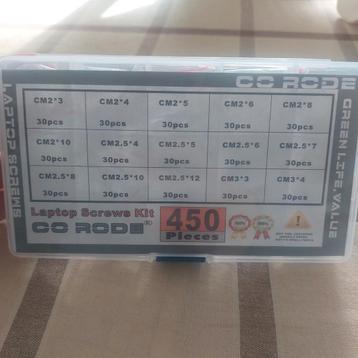 CO RODE
LAPTOP SCREWS
GREEN LIFE. VALUE
CM2*3 CM2*4 CM2*5 CM2*6 CM2*8
30pcs 30pcs 30pcs 30pcs 30pcs
CM2*10 CM2.5*4 CM2.5*5 CM2.5*6 CM2.5*7
30pcs 30pcs 30pcs 30pcs 30pcs
CM2.5*8 CM2.5*10 CM2.5*12 CM3*3 CM3*4
30pcs 30pcs 30pcs 30pcs 30pcs
Laptop Screws Kit
CO RODE®
450
Pieces